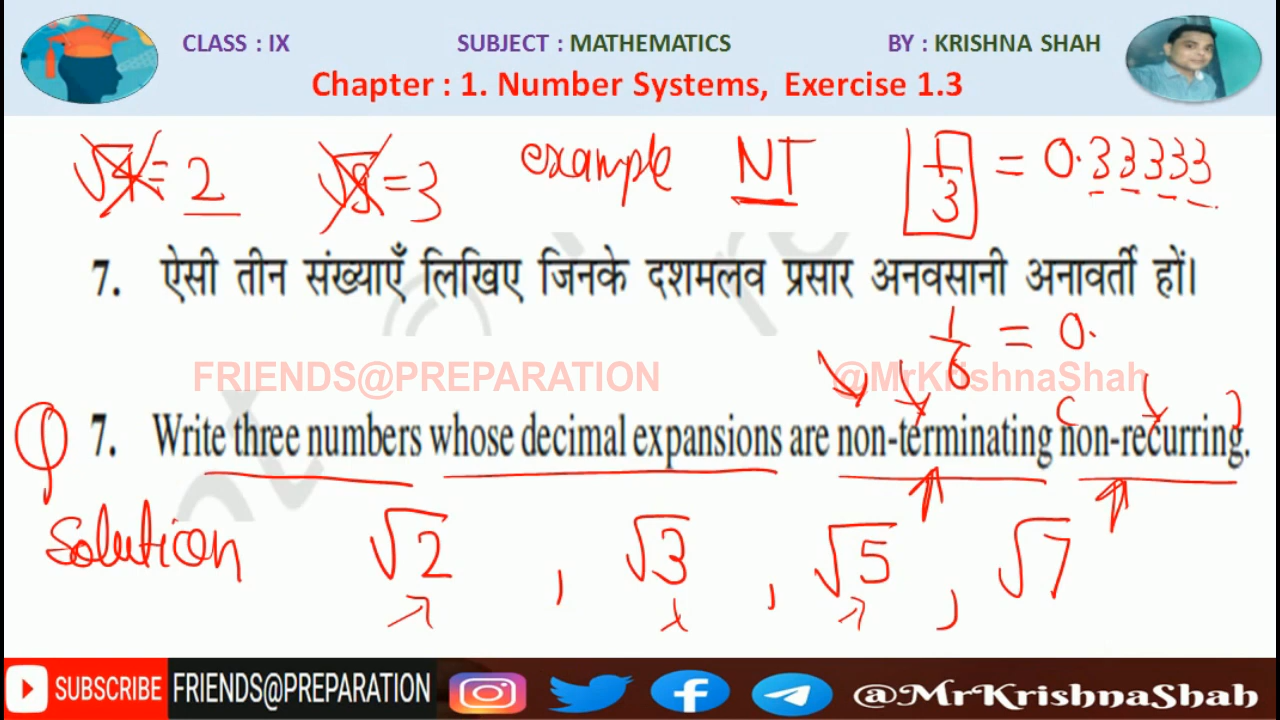 CLASS : IX SUBJECT : MATHEMATICS BY : KRISHNA SHAH
Chapter : 1. Number Systems, Exercise 1.3
√4 = 2 √9 = 3 example NT 1/3 = 0.33333
7. ऐसी तीन संख्याएँ लिखिए जिनके दशमलव प्रसार अनवसानी अनावर्ती हों।
1/6 = 0.
FRIENDS@PREPARATION @MrKrishnaShah
Q 7. Write three numbers whose decimal expansions are non-terminating non-recurring.
Solution √2 , √3 , √5 , √7
SUBSCRIBE FRIENDS@PREPARATION @MrKrishnaShah